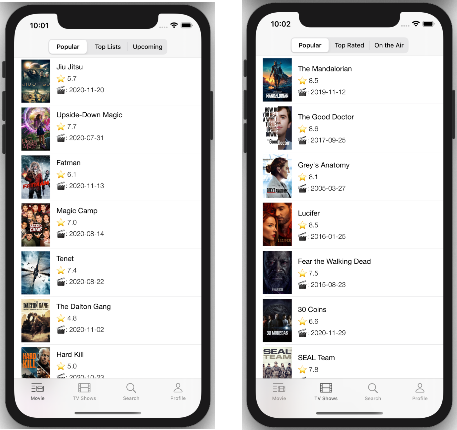 10:01
Popular
Top Lists
Upcoming
Jiu Jitsu
5.7
: 2020-11-20
Upside-Down Magic
7.7
: 2020-07-31
Fatman
6.1
: 2020-11-13
Magic Camp
7.0
: 2020-08-14
Tenet
7.4
: 2020-08-22
The Dalton Gang
4.8
: 2020-11-02
Hard Kill
5.0
: 2020-10-23
Movie
TV Shows
Search
Profile
10:02
Popular
Top Rated
On the Air
The Mandalorian
8.5
: 2019-11-12
The Good Doctor
8.6
: 2017-09-25
Grey's Anatomy
8.1
: 2005-03-27
Lucifer
8.5
: 2016-01-25
Fear the Walking Dead
7.5
: 2015-08-23
30 Coins
6.6
: 2020-11-29
SEAL Team
7.8
Movie
TV Shows
Search
Profile